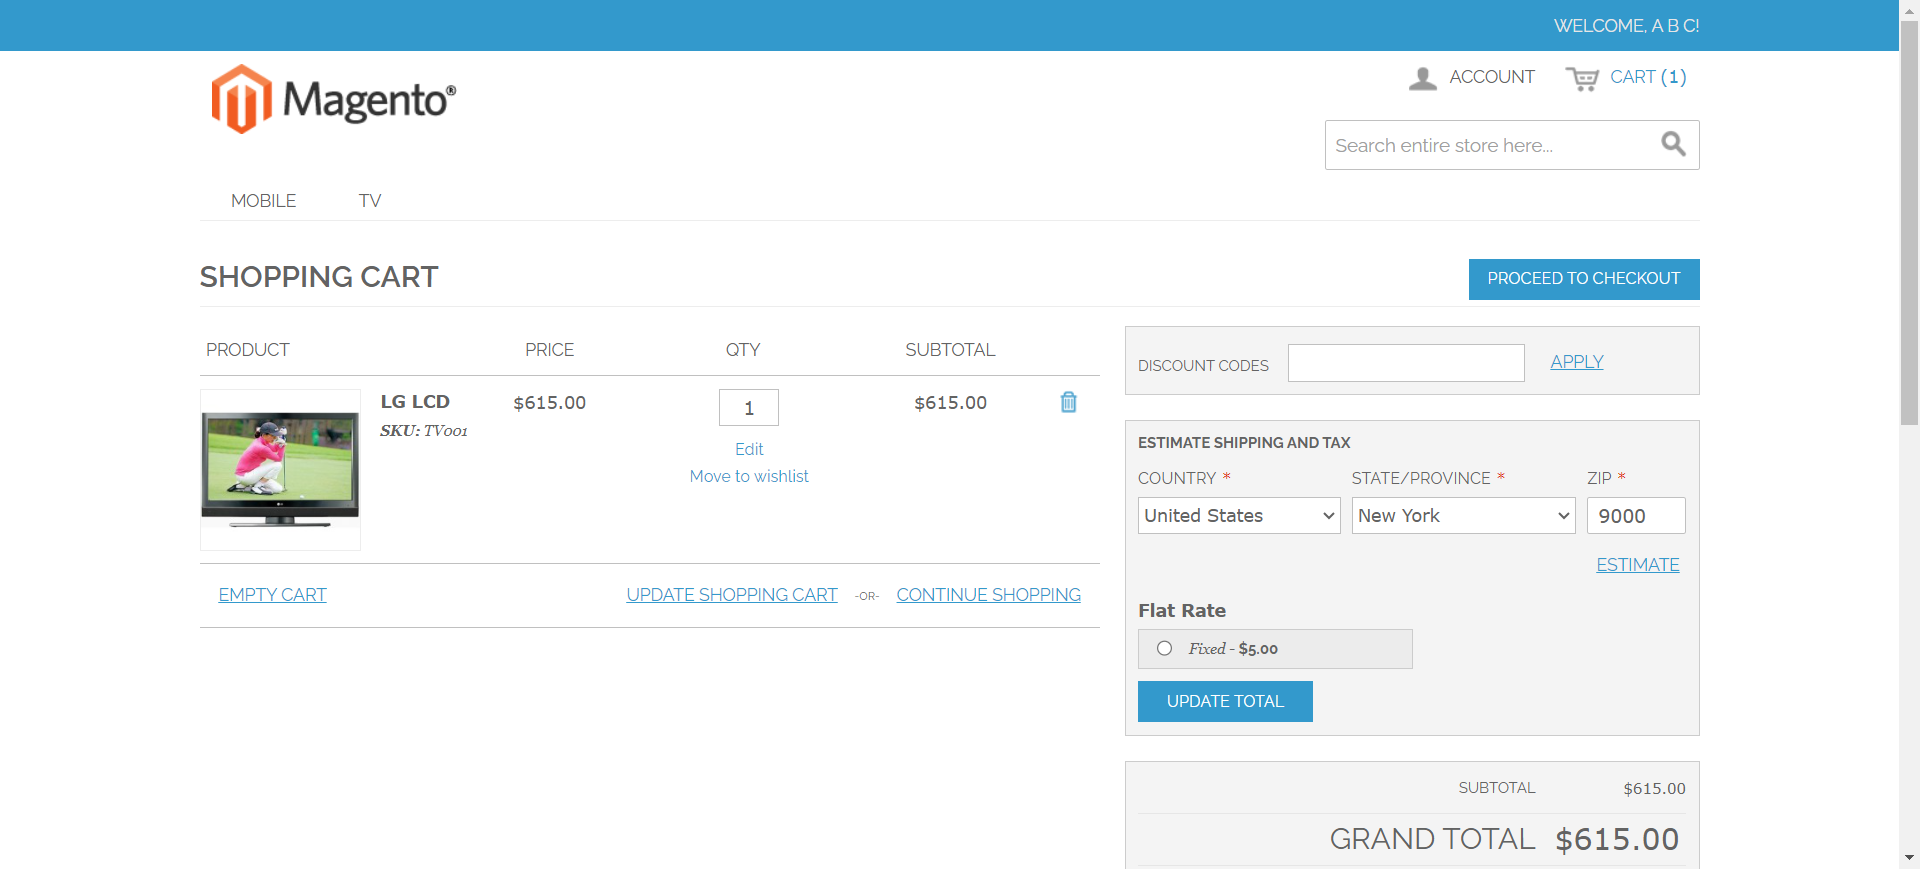 WELCOME, A B C!
Magento®
ACCOUNT
CART (1)
Search entire store here...
MOBILE
TV
SHOPPING CART
PROCEED TO CHECKOUT
PRODUCT PRICE QTY SUBTOTAL
LG LCD $615.00 1 $615.00
SKU: TV001
Edit
Move to wishlist
EMPTY CART UPDATE SHOPPING CART -OR- CONTINUE SHOPPING
DISCOUNT CODES APPLY
ESTIMATE SHIPPING AND TAX
COUNTRY * STATE/PROVINCE * ZIP *
United States New York 9000
ESTIMATE
Flat Rate
Fixed - $5.00
UPDATE TOTAL
SUBTOTAL $615.00
GRAND TOTAL $615.00